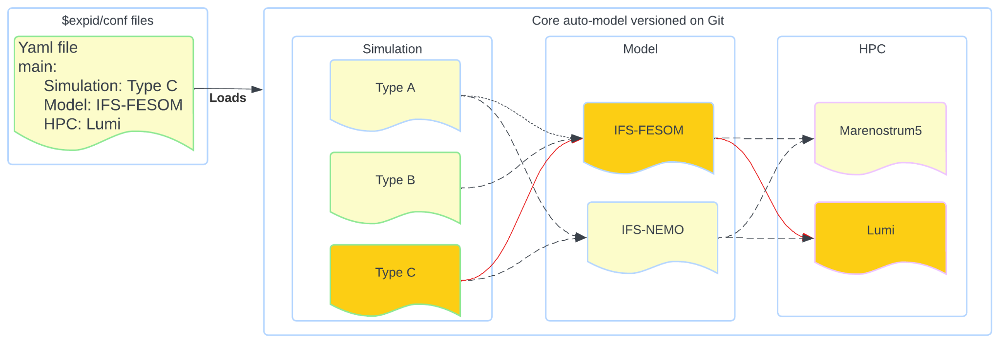 $expid/conf files
Yaml file
main:
Simulation: Type C
Model: IFS-FESOM
HPC: Lumi
Loads
Core auto-model versioned on Git
Simulation
Type A
Type B
Type C
Model
IFS-FESOM
IFS-NEMO
HPC
Marenostrum5
Lumi